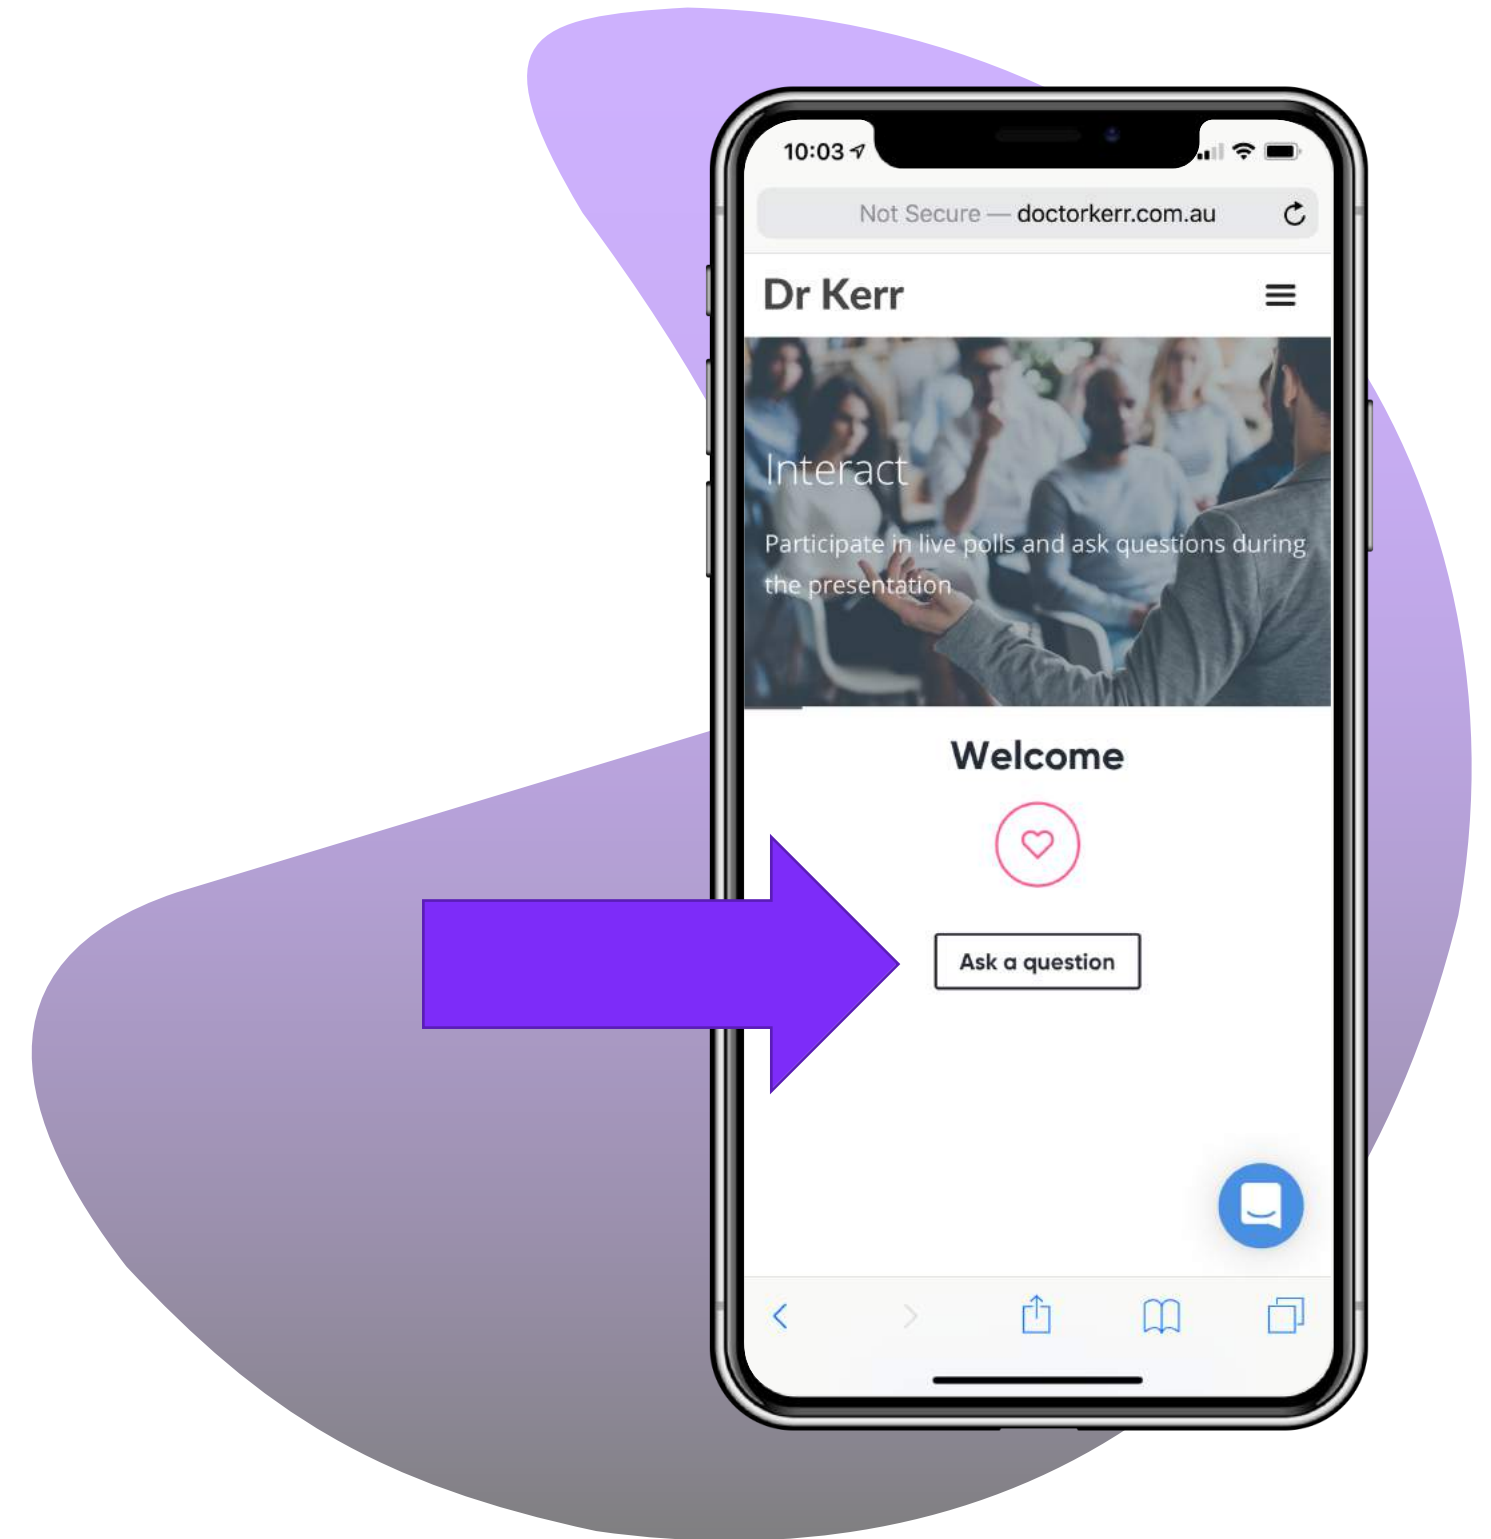 10:03
Not Secure — doctorkerr.com.au
Dr Kerr
Interact
Participate in live polls and ask questions during
the presentation
Welcome
Ask a question